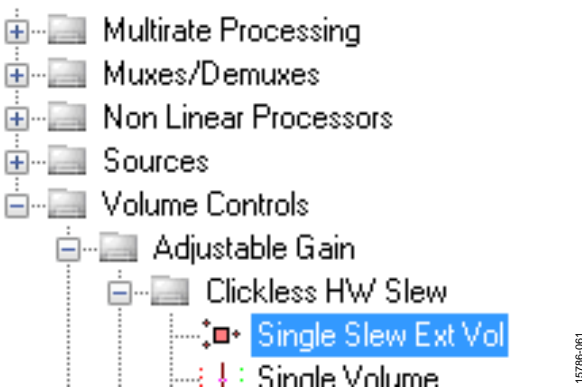 Multirate Processing
Muxes/Demuxes
Non Linear Processors
Sources
Volume Controls
Adjustable Gain
Clickless HW Slew
Single Slew Ext Vol
Single Volume
15786-061